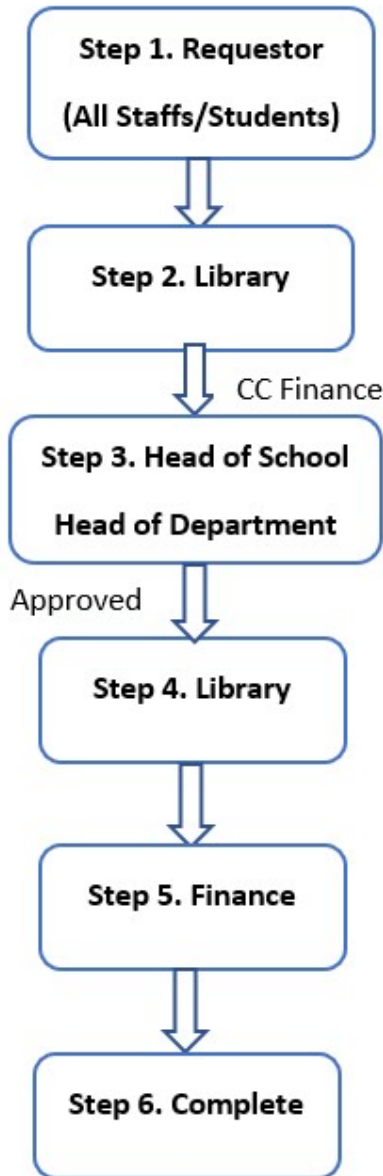 Step 1. Requestor
(All Staffs/Students)
Step 2. Library
CC Finance
Step 3. Head of School
Head of Department
Approved
Step 4. Library
Step 5. Finance
Step 6. Complete